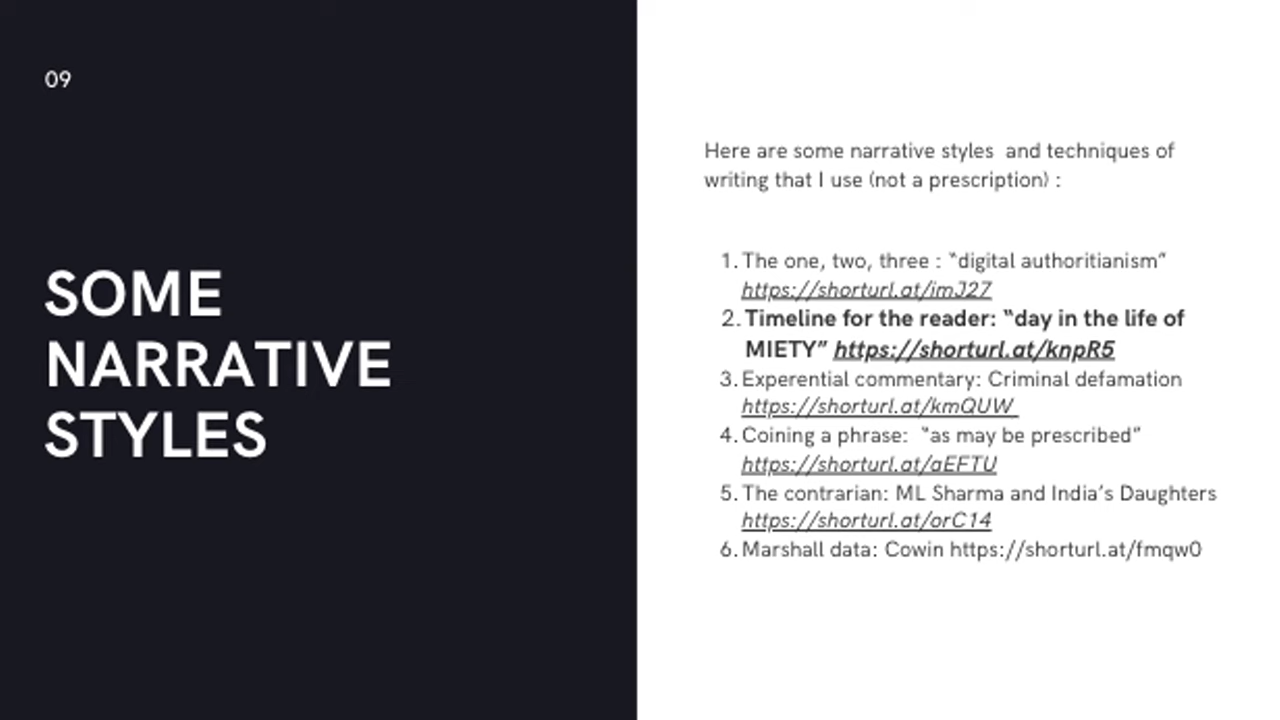 09
SOME
NARRATIVE
STYLES
Here are some narrative styles and techniques of
writing that I use (not a prescription) :
1. The one, two, three : "digital authoritianism"
https://shorturl.at/imJ27
2. Timeline for the reader: "day in the life of
MIETY" https://shorturl.at/knpR5
3. Experential commentary: Criminal defamation
https://shorturl.at/kmQUW
4. Coining a phrase: "as may be prescribed"
https://shorturl.at/aEFTU
5. The contrarian: ML Sharma and India's Daughters
https://shorturl.at/orC14
6. Marshall data: Cowin https://shorturl.at/fmqw0